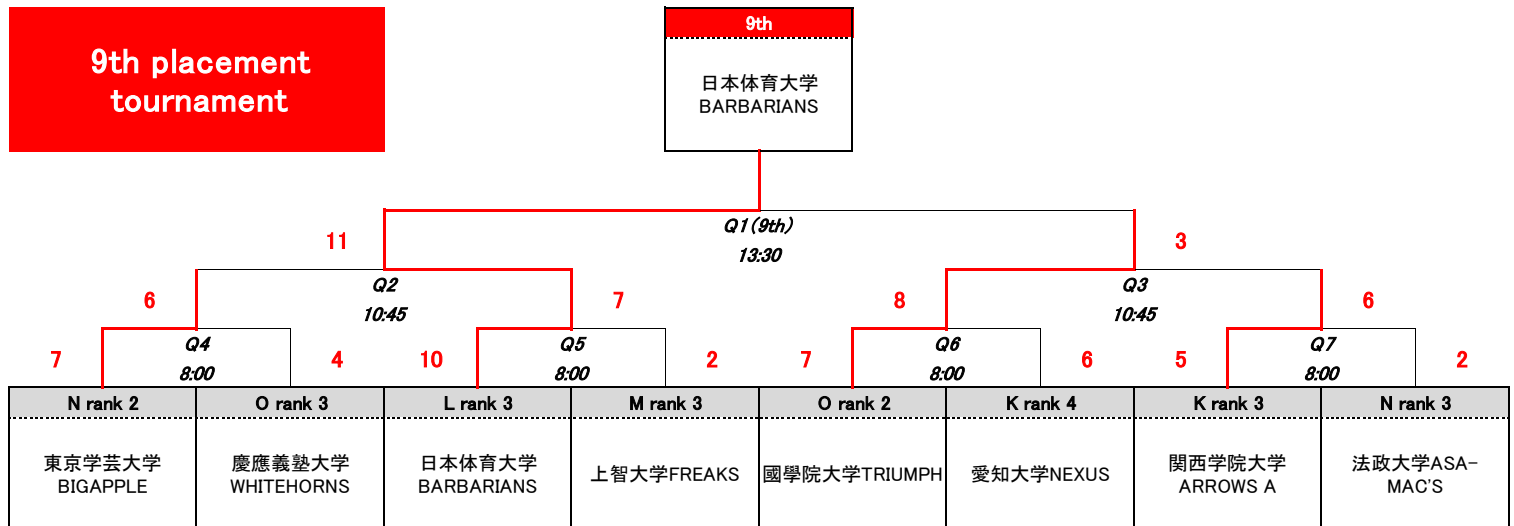 9th placement
tournament
9th
日本体育大学
BARBARIANS
Q1(9th)
13:30
11
3
Q2
10:45
Q3
10:45
6
7
8
6
Q4
8:00
Q5
8:00
Q6
8:00
Q7
8:00
7
4
10
2
7
6
5
2
N rank 2
O rank 3
L rank 3
M rank 3
O rank 2
K rank 4
K rank 3
N rank 3
東京学芸大学
BIGAPPLE
慶應義塾大学
WHITEHORNS
日本体育大学
BARBARIANS
上智大学FREAKS
國學院大学TRIUMPH
愛知大学NEXUS
関西学院大学
ARROWS A
法政大学ASA-
MAC'S